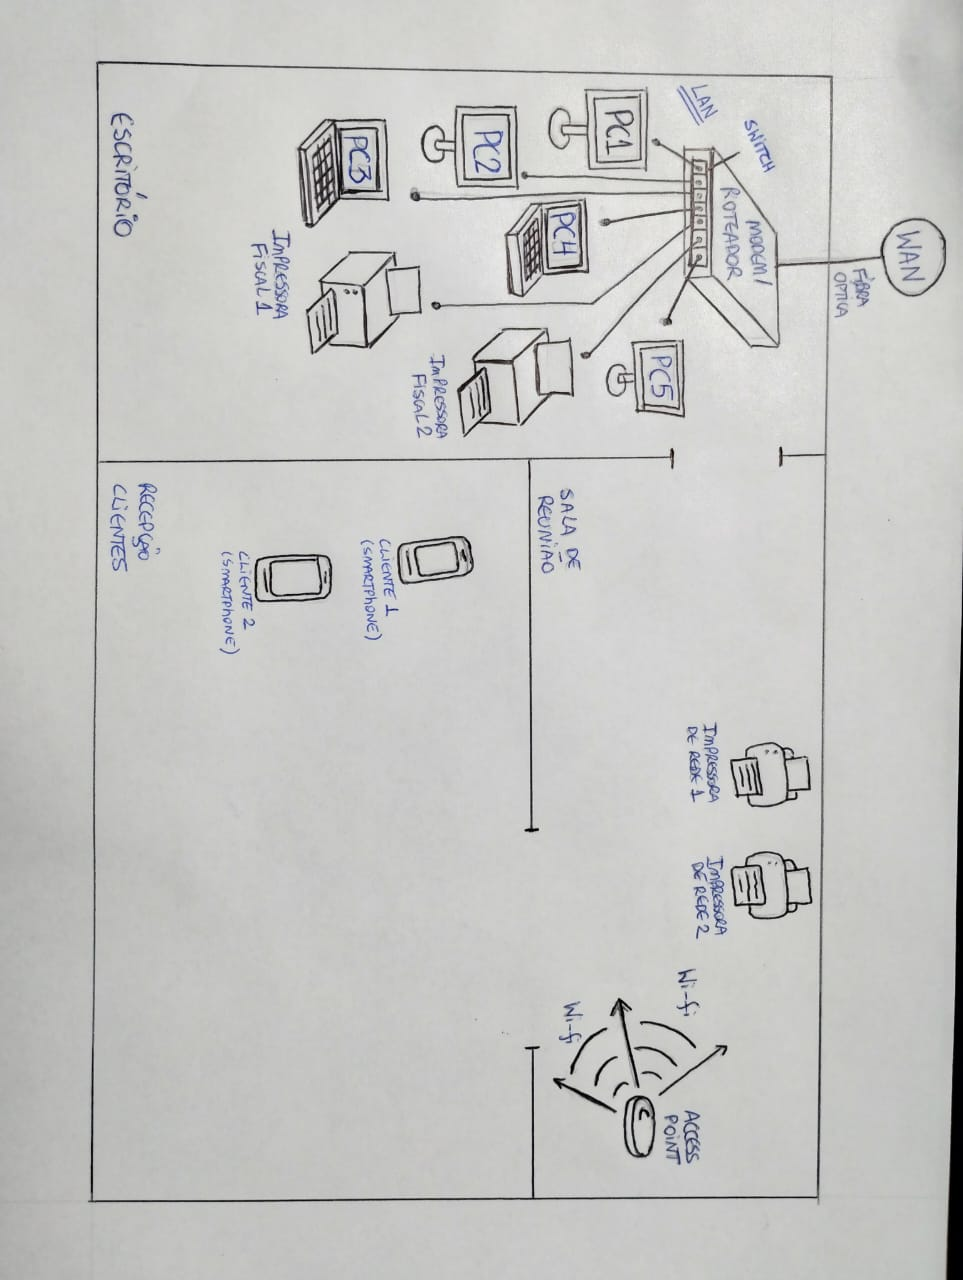 WAN
FIBRA
OPTICA
LAN
SWITCH
MODEM/
ROTEADOR
PC1
PC2
PC3
PC4
PC5
IMPRESSORA
FISCAL 1
IMPRESSORA
FISCAL 2
ESCRITÓRIO
SALA DE
REUNIÃO
IMPRESSORA
DE REDE 1
IMPRESSORA
DE REDE 2
Wi-fi
Wi-fi
ACCESS
POINT
RECEPÇÃO
CLIENTES
CLIENTE 1
(SMARTPHONE)
CLIENTE 2
(SMARTPHONE)